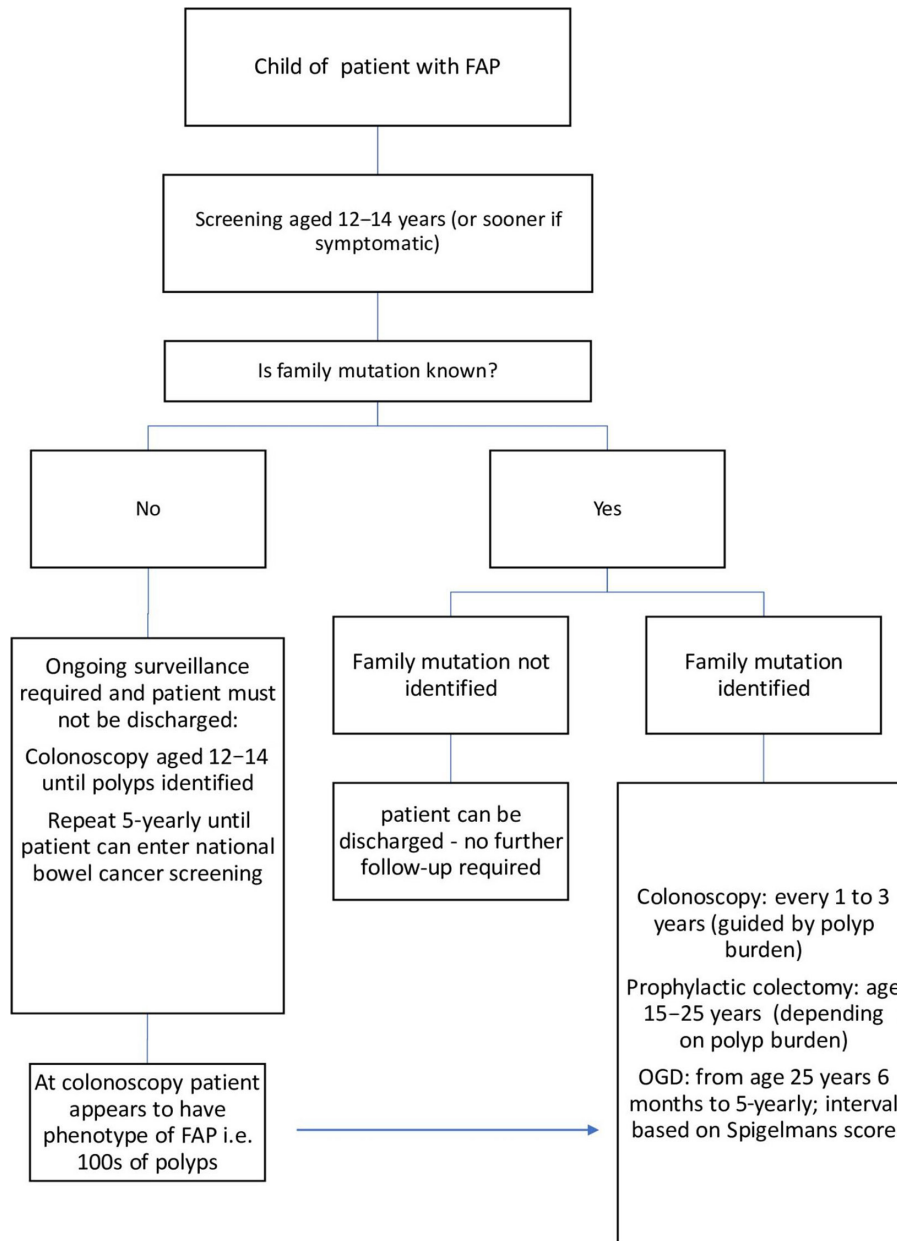 Child of  patient with FAP
Screening aged 12–14 years (or sooner if
symptomatic)
Is family mutation known?
No
Yes
Ongoing surveillance
required and patient must
not be discharged:
Colonoscopy aged 12–14
until polyps identified
Repeat 5-yearly until
patient can enter national
bowel cancer screening
Family mutation not
identified
Family mutation
identified
patient can be
discharged - no further
follow-up required
Colonoscopy: every 1 to 3
years (guided by polyp
burden)
Prophylactic colectomy: age
15–25 years  (depending
on polyp burden)
OGD: from age 25 years 6
months to 5-yearly; interval
based on Spigelmans score
At colonoscopy patient
appears to have
phenotype of FAP i.e.
100s of polyps